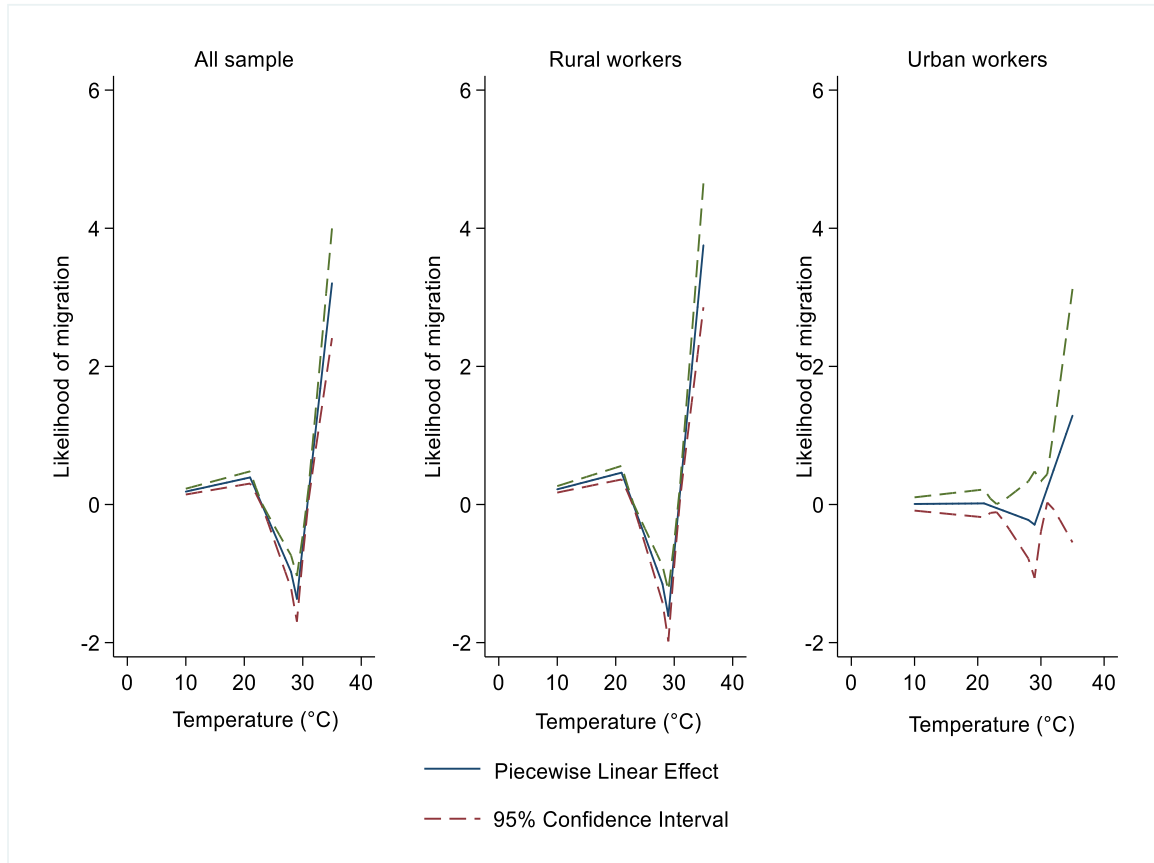 All sample
Rural workers
Urban workers
Likelihood of migration
6
4
2
0
-2
0 10 20 30 40
Temperature (°C)
Likelihood of migration
6
4
2
0
-2
0 10 20 30 40
Temperature (°C)
Likelihood of migration
6
4
2
0
-2
0 10 20 30 40
Temperature (°C)
Piecewise Linear Effect
95% Confidence Interval